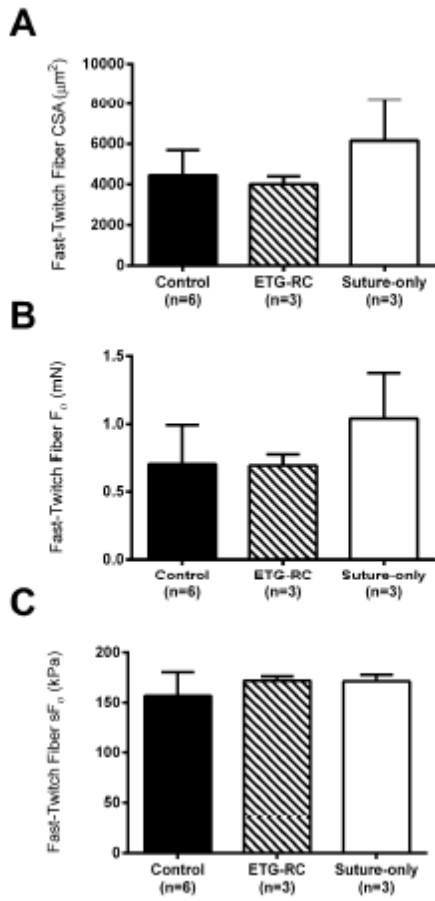 A
Fast-Twitch Fiber CSA (μm²)
10000
8000
6000
4000
2000
0
Control
(n=6)
ETG-RC
(n=3)
Suture-only
(n=3)
B
Fast-Twitch Fiber Fₒ (mN)
1.5
1.0
0.5
0.0
Control
(n=6)
ETG-RC
(n=3)
Suture-only
(n=3)
C
Fast-Twitch Fiber sFₒ (kPa)
200
150
100
50
0
Control
(n=6)
ETG-RC
(n=3)
Suture-only
(n=3)